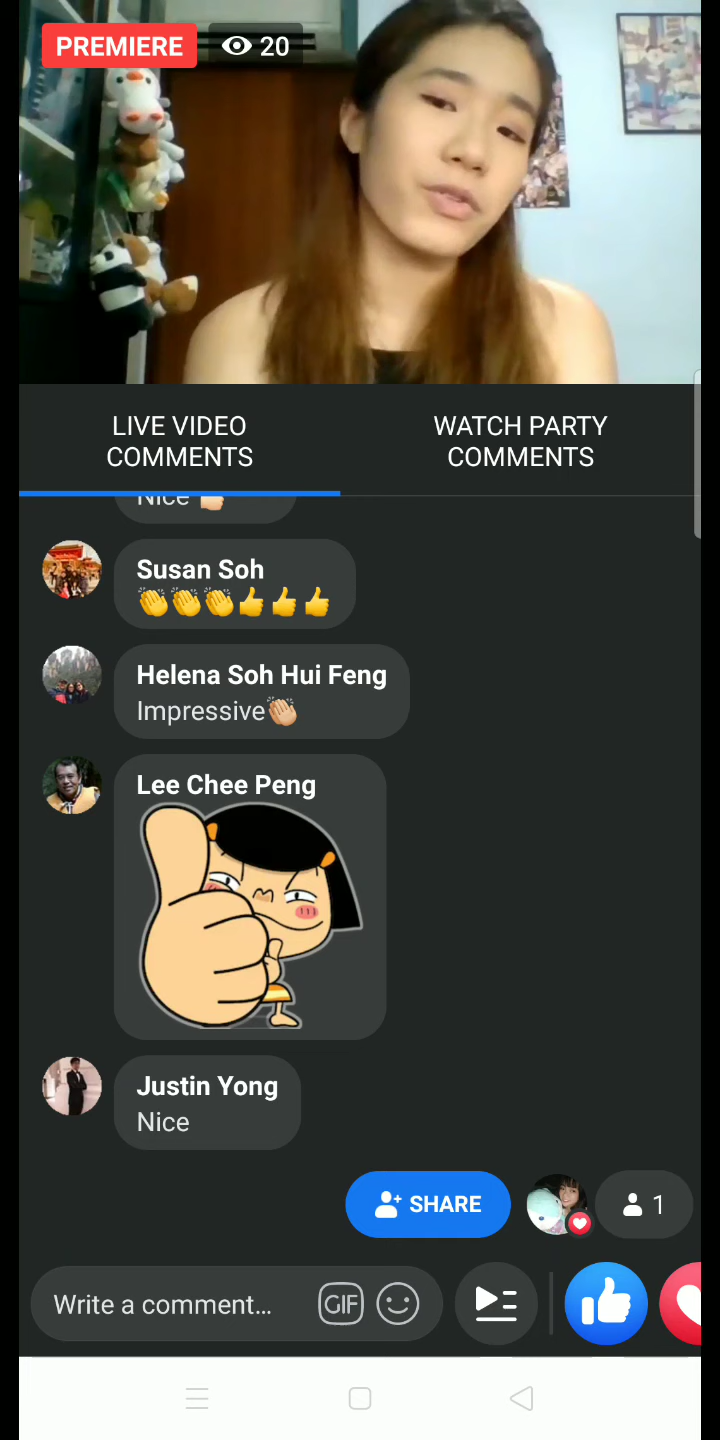 PREMIERE 20
LIVE VIDEO
COMMENTS
WATCH PARTY
COMMENTS
Nice 👍🏻
Susan Soh
👏👏👏👍👍👍
Helena Soh Hui Feng
Impressive👏🏼
Lee Chee Peng
Justin Yong
Nice
SHARE
1
Write a comment...
GIF